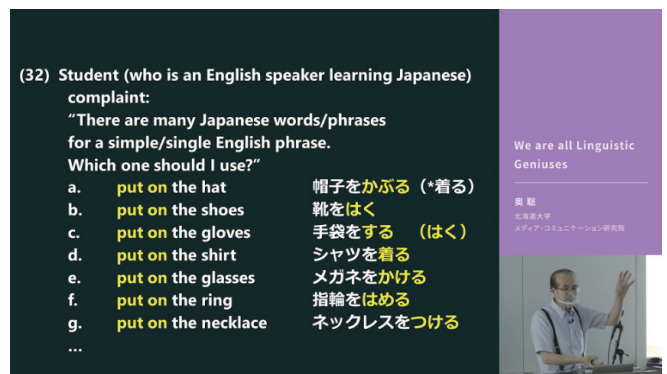 (32) Student (who is an English speaker learning Japanese)
complaint:
“There are many Japanese words/phrases
for a simple/single English phrase.
Which one should I use?”
a. put on the hat 帽子をかぶる（*着る）
b. put on the shoes 靴をはく
c. put on the gloves 手袋をする （はく）
d. put on the shirt シャツを着る
e. put on the glasses メガネをかける
f. put on the ring 指輪をはめる
g. put on the necklace ネックレスをつける
…
We are all Linguistic
Geniuses
奥 聡
北海道大学
メディア・コミュニケーション研究院